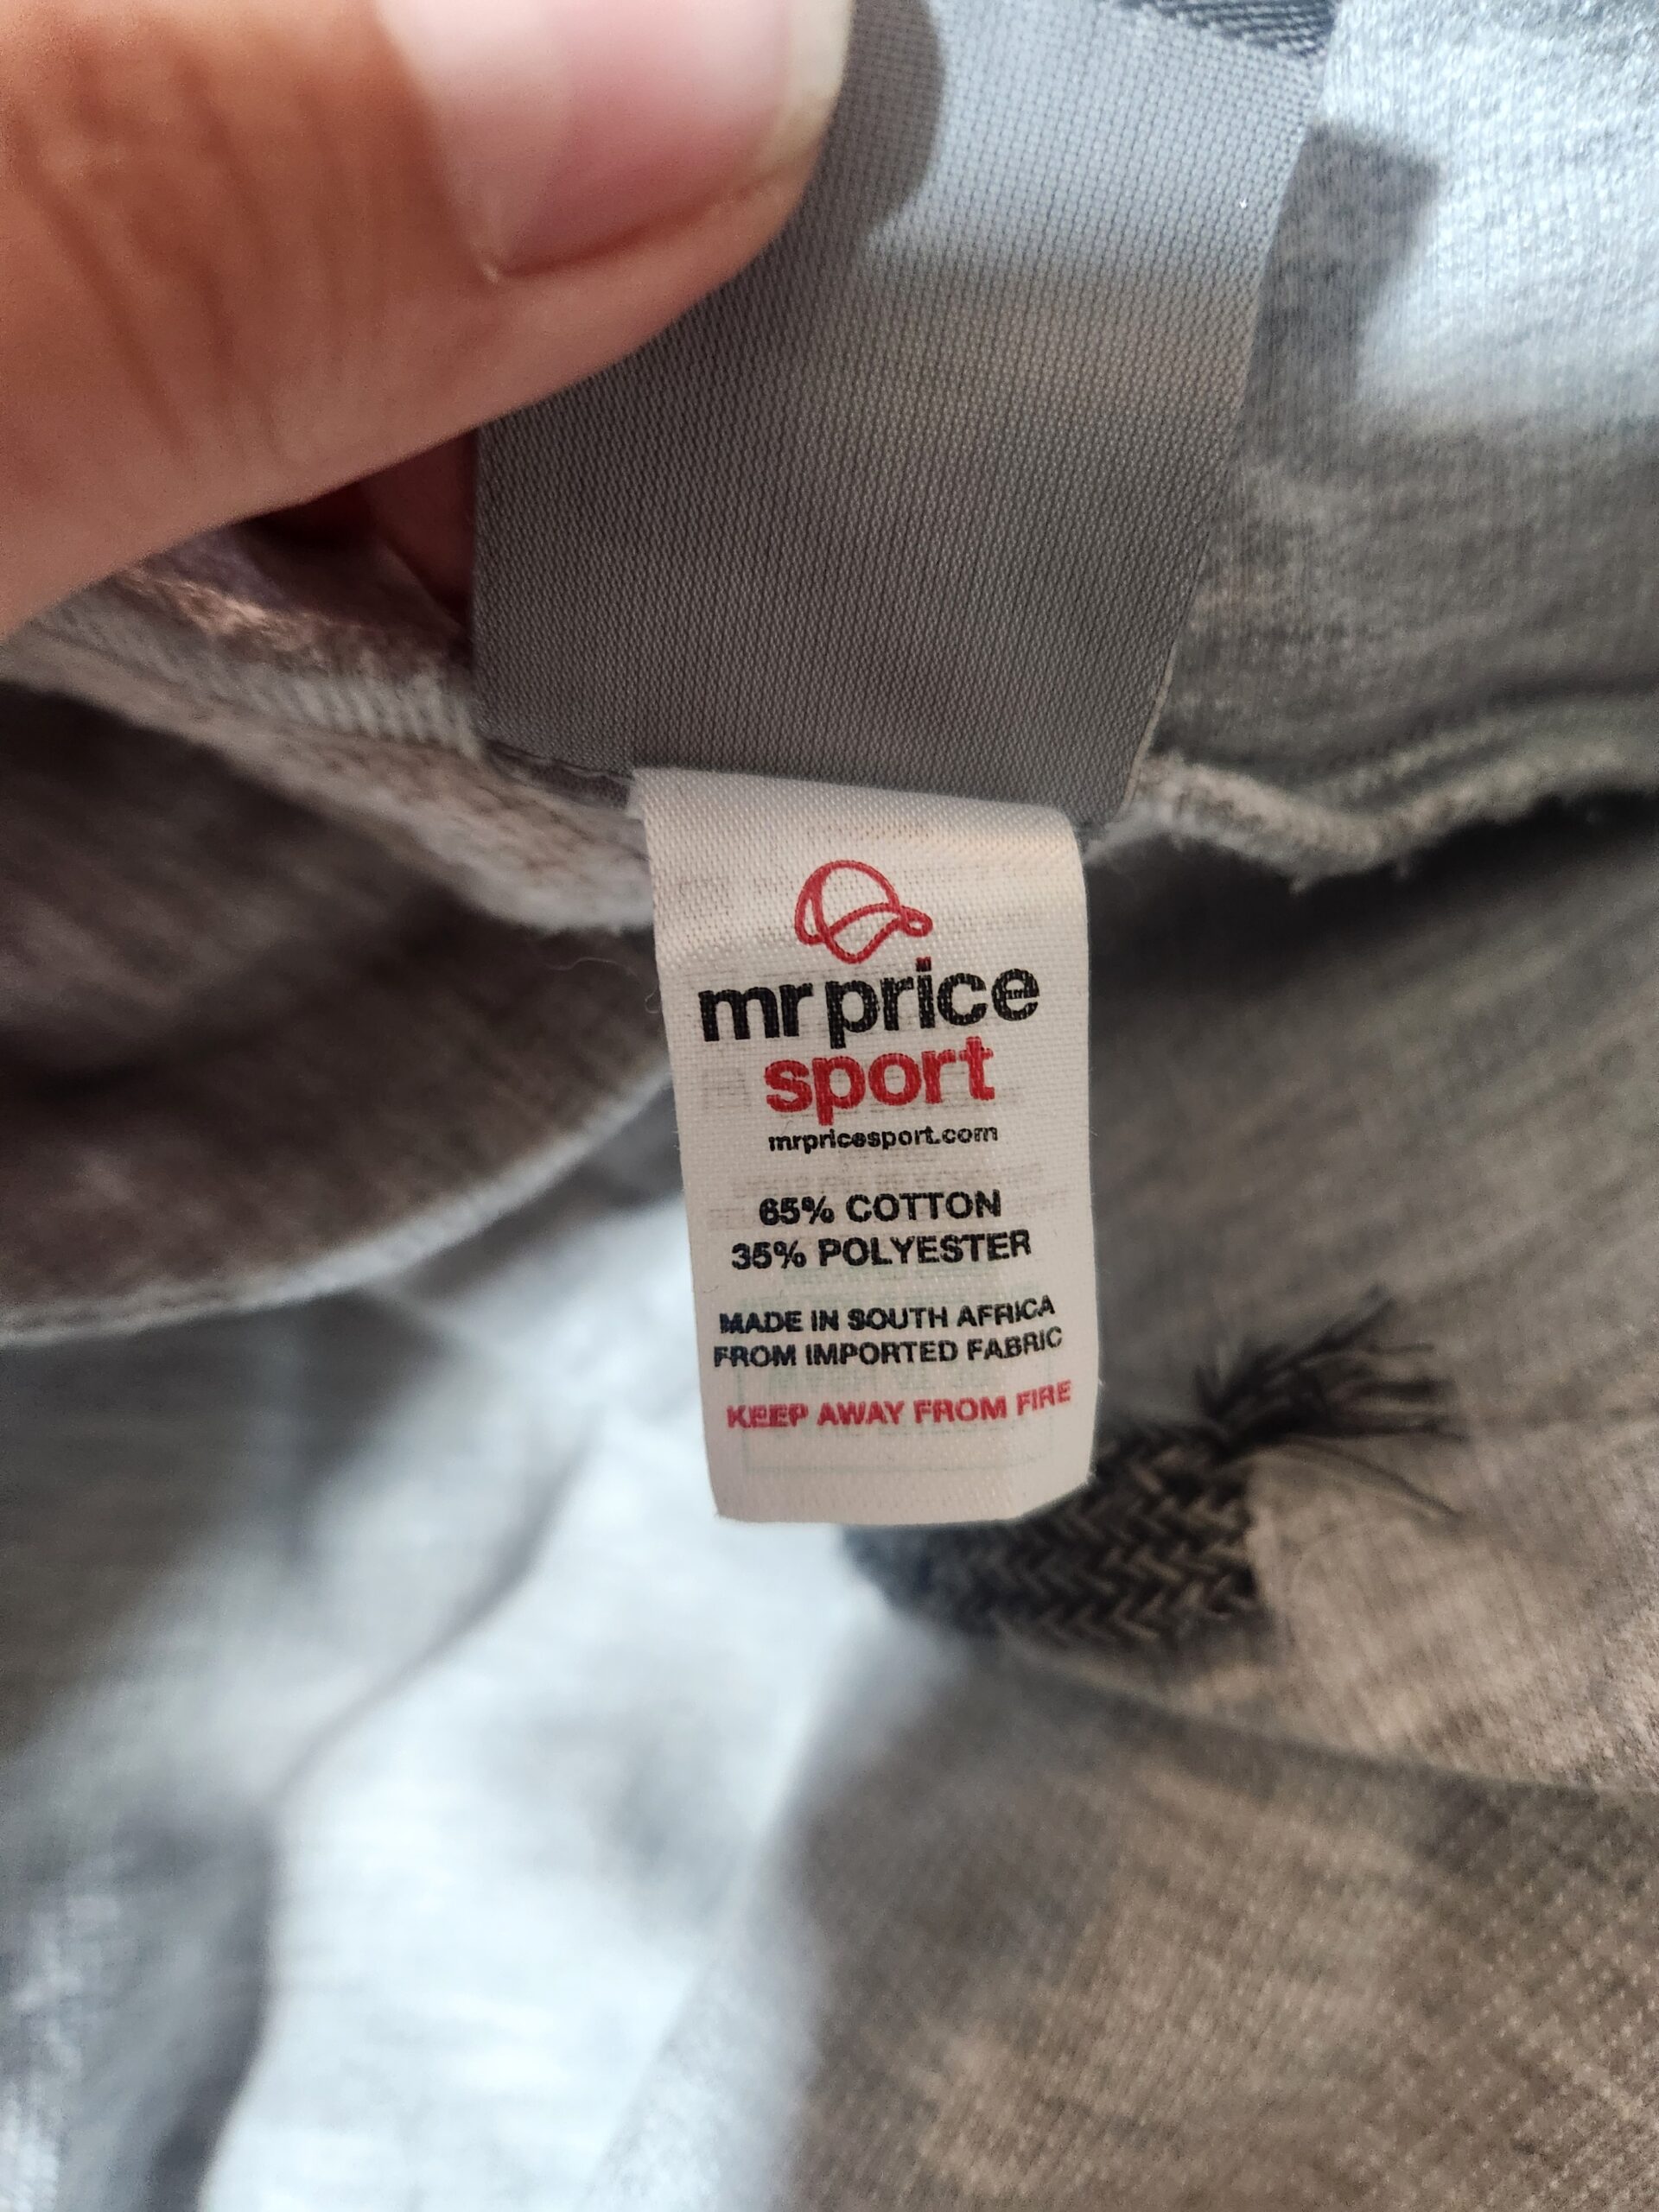 mr price
sport
mrpricesport.com
65% COTTON
35% POLYESTER
MADE IN SOUTH AFRICA
FROM IMPORTED FABRIC
KEEP AWAY FROM FIRE